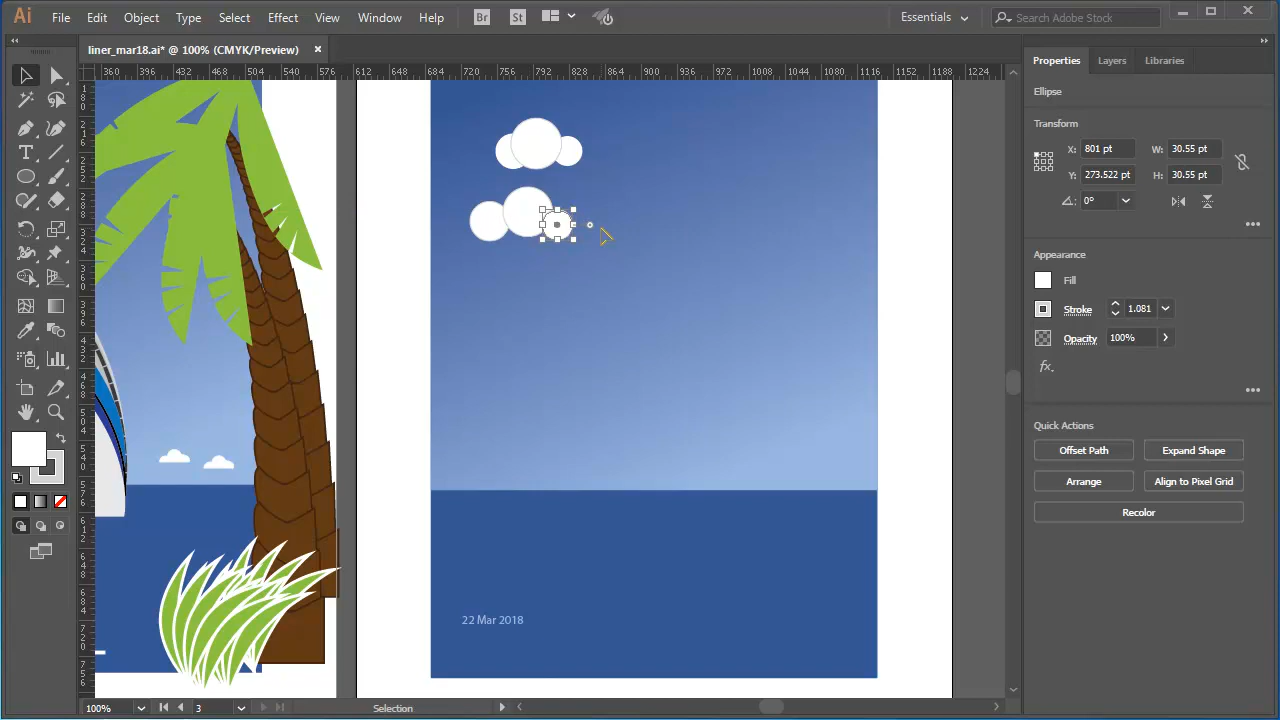 Ai File Edit Object Type Select Effect View Window Help Br St Essentials Search Adobe Stock
liner_mar18.ai* @ 100% (CMYK/Preview) ×
360 396 432 468 504 540 576 612 648 684 720 756 792 828 864 900 936 972 1008 1044 1080 1116 1152 1188 1224
Properties Layers Libraries
Ellipse
Transform
X: 801 pt W: 30.55 pt
Y: 273.522 pt H: 30.55 pt
0°
Appearance
Fill
Stroke 1.081
Opacity 100%
fx.
Quick Actions
Offset Path Expand Shape
Arrange Align to Pixel Grid
Recolor
22 Mar 2018
100% 3 Selection